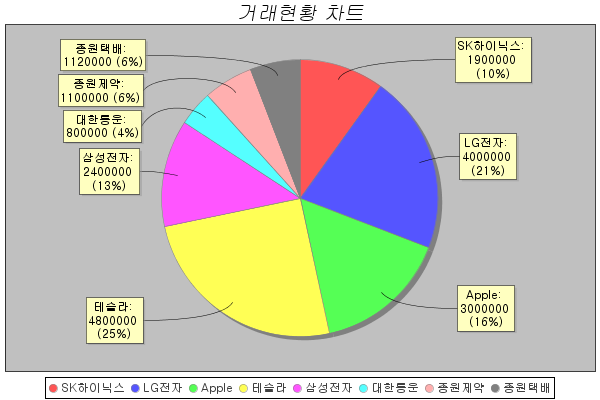 거래현황 차트
종원택배:
1120000 (6%)
종원제약:
1100000 (6%)
대한통운:
800000 (4%)
삼성전자:
2400000
(13%)
테슬라:
4800000
(25%)
SK하이닉스:
1900000
(10%)
LG전자:
4000000
(21%)
Apple:
3000000
(16%)
SK하이닉스 LG전자 Apple 테슬라 삼성전자 대한통운 종원제약 종원택배